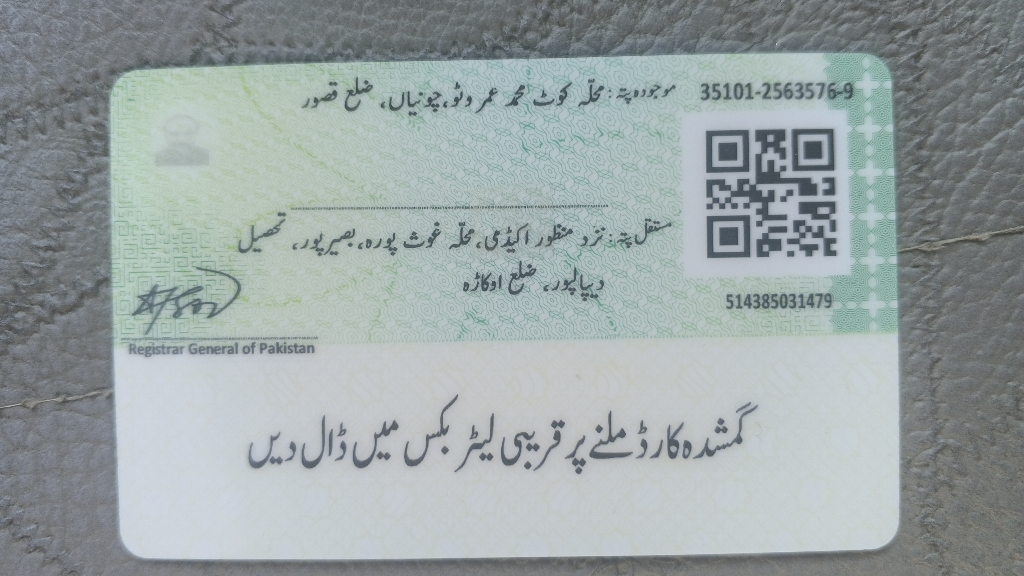 موجودہ پتہ: محلّہ کوٹ محمد عمر وٹو، چونیاں، ضلع قصور
35101-2563576-9
مستقل پتہ: نزد منظور اکیڈمی، محلّہ غوث پورہ، بصیرپور، تحصیل
دیپالپور، ضلع اوکاڑہ
514385031479
Registrar General of Pakistan
گمشدہ کارڈ ملنے پر قریبی لیٹر بکس میں ڈال دیں